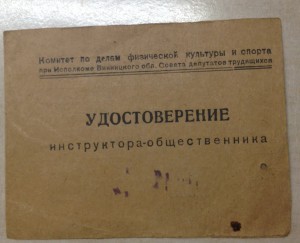 Комитет по делам физической культуры и спорта
при Исполкоме Винницкого обл. Совета депутатов трудящихся
УДОСТОВЕРЕНИЕ
инструктора-общественника